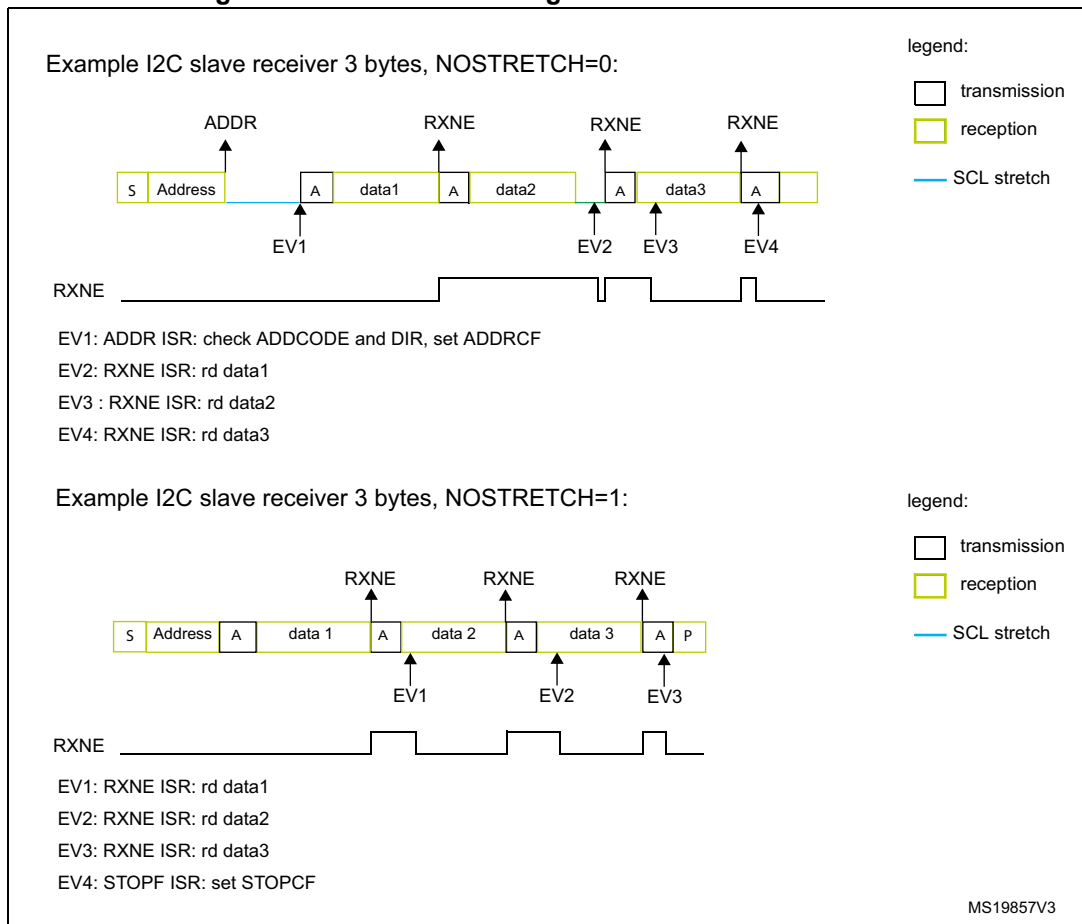 Example I2C slave receiver 3 bytes, NOSTRETCH=0:
legend:
transmission
reception
SCL stretch
ADDR RXNE RXNE RXNE
S Address A data1 A data2 A data3 A
EV1 EV2 EV3 EV4
RXNE
EV1: ADDR ISR: check ADDCODE and DIR, set ADDRCF
EV2: RXNE ISR: rd data1
EV3 : RXNE ISR: rd data2
EV4: RXNE ISR: rd data3
Example I2C slave receiver 3 bytes, NOSTRETCH=1:
legend:
transmission
reception
SCL stretch
RXNE RXNE RXNE
S Address A data 1 A data 2 A data 3 A P
EV1 EV2 EV3
RXNE
EV1: RXNE ISR: rd data1
EV2: RXNE ISR: rd data2
EV3: RXNE ISR: rd data3
EV4: STOPF ISR: set STOPCF
MS19857V3